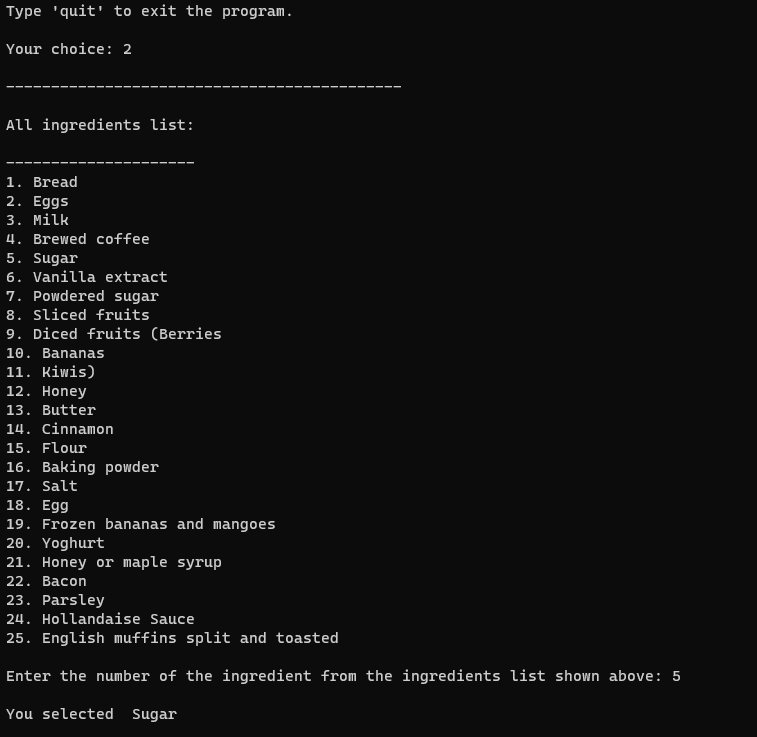 Type 'quit' to exit the program.
Your choice: 2
--------------------------------------------
All ingredients list:
---------------------
1. Bread
2. Eggs
3. Milk
4. Brewed coffee
5. Sugar
6. Vanilla extract
7. Powdered sugar
8. Sliced fruits
9. Diced fruits (Berries
10. Bananas
11. Kiwis)
12. Honey
13. Butter
14. Cinnamon
15. Flour
16. Baking powder
17. Salt
18. Egg
19. Frozen bananas and mangoes
20. Yoghurt
21. Honey or maple syrup
22. Bacon
23. Parsley
24. Hollandaise Sauce
25. English muffins split and toasted
Enter the number of the ingredient from the ingredients list shown above: 5
You selected  Sugar